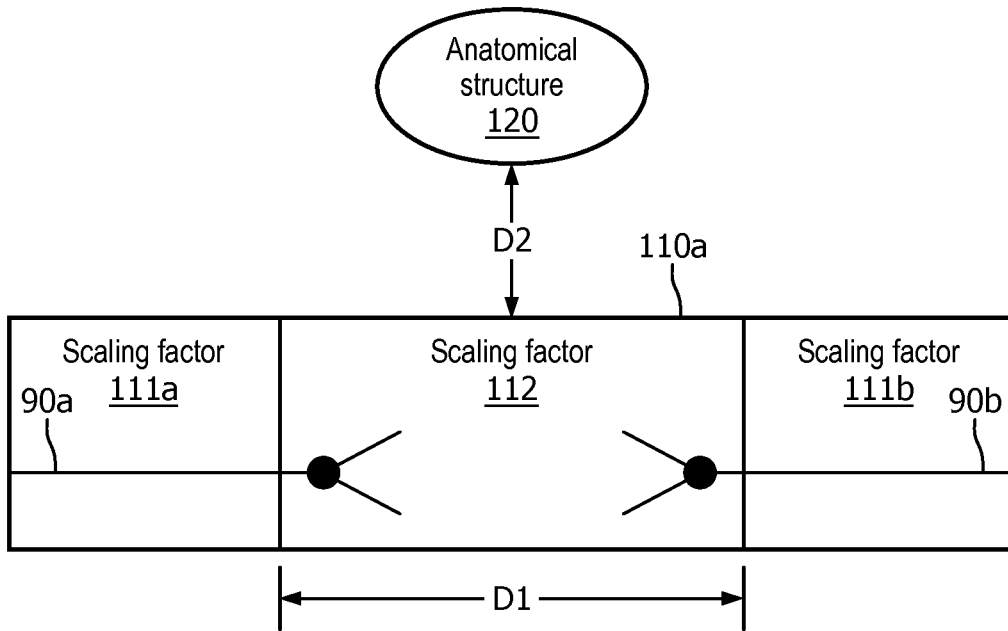 Anatomical
structure
120
D2
110a
Scaling factor
111a
Scaling factor
112
Scaling factor
111b
90a
90b
D1